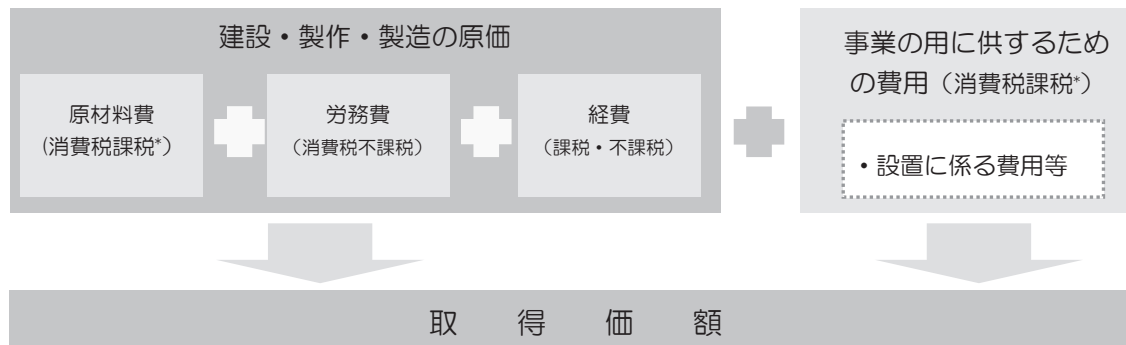 建設・製作・製造の原価
原材料費
(消費税課税*)
労務費
（消費税不課税）
経費
（課税・不課税）
事業の用に供するため
の費用（消費税課税*）
・設置に係る費用等
取得価額